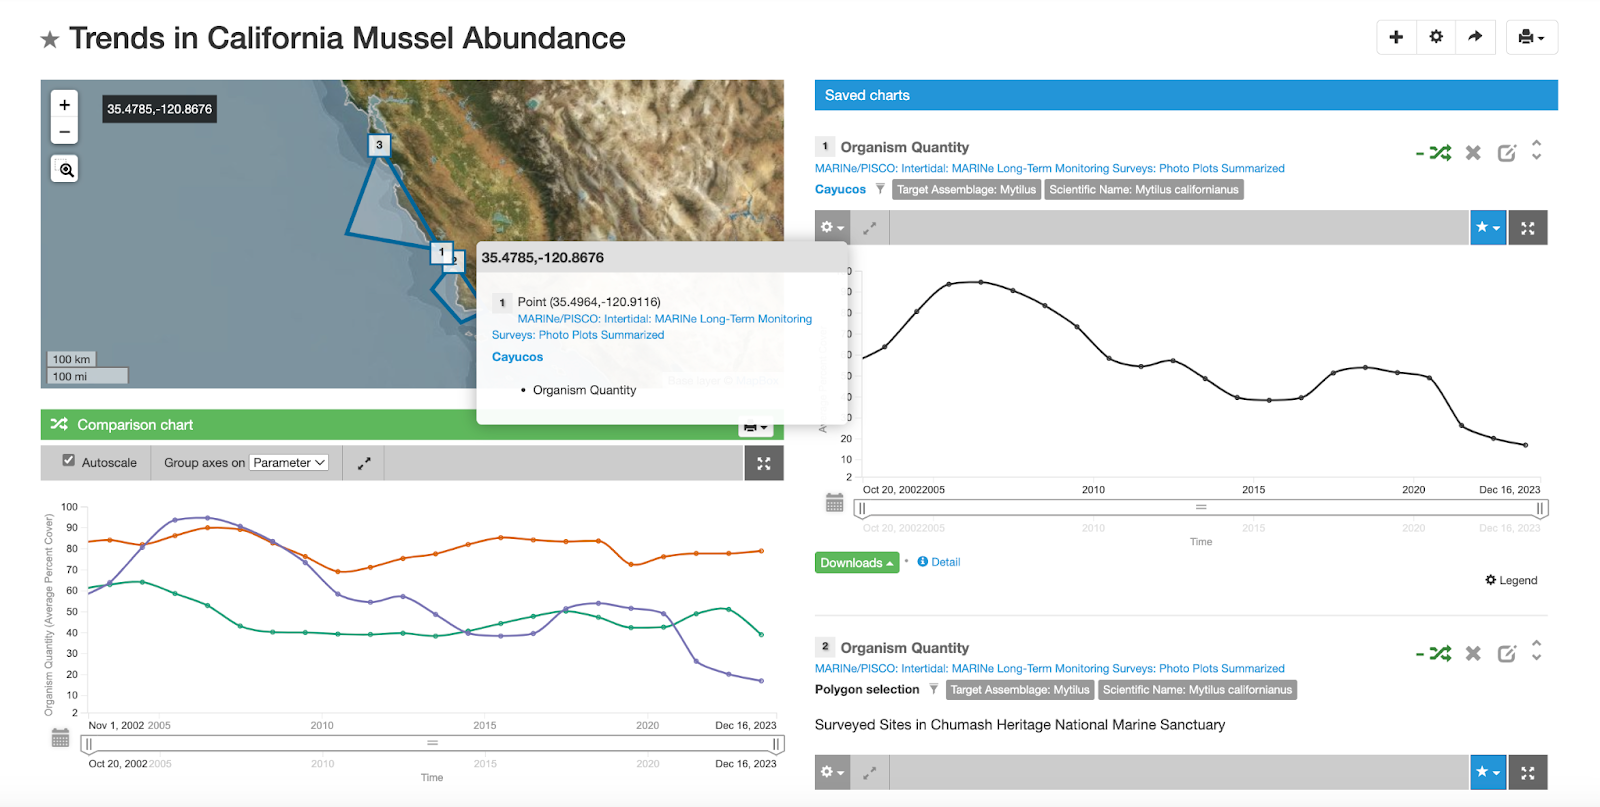 Trends in California Mussel Abundance
35.4785,-120.8676
3
1
2
100 km
100 mi
35.4785,-120.8676
1 Point (35.4964,-120.9116)
MARINe/PISCO: Intertidal: MARINe Long-Term Monitoring
Surveys: Photo Plots Summarized
Cayucos
• Organism Quantity
Comparison chart
Autoscale
Group axes on Parameter
Organism Quantity (Average Percent Cover)
100
90
80
70
60
50
40
30
20
10
2
Nov 1, 2002 2005 2010 2015 2020 Dec 16, 2023
Oct 20, 2002 2005 2010 2015 2020 Dec 16, 2023
Time
Saved charts
1 Organism Quantity
MARINe/PISCO: Intertidal: MARINe Long-Term Monitoring Surveys: Photo Plots Summarized
Cayucos Target Assemblage: Mytilus Scientific Name: Mytilus californianus
20
10
2
Oct 20, 2002 2005 2010 2015 2020 Dec 16, 2023
Oct 20, 2002 2005 2010 2015 2020 Dec 16, 2023
Time
Downloads
Detail
Legend
2 Organism Quantity
MARINe/PISCO: Intertidal: MARINe Long-Term Monitoring Surveys: Photo Plots Summarized
Polygon selection Target Assemblage: Mytilus Scientific Name: Mytilus californianus
Surveyed Sites in Chumash Heritage National Marine Sanctuary